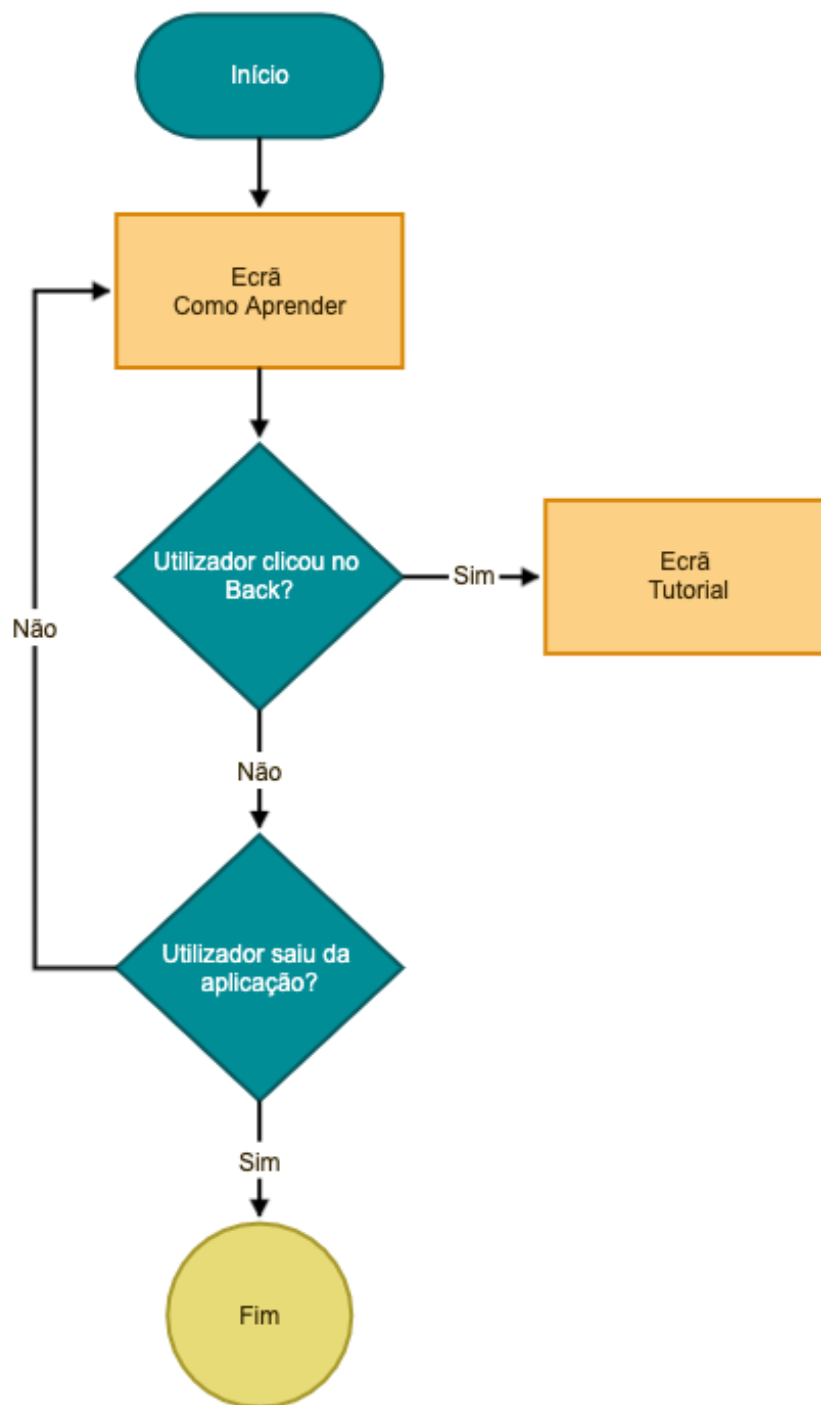 Início
Ecrã
Como Aprender
Utilizador clicou no
Back?
Sim
Ecrã
Tutorial
Não
Não
Utilizador saiu da
aplicação?
Sim
Fim